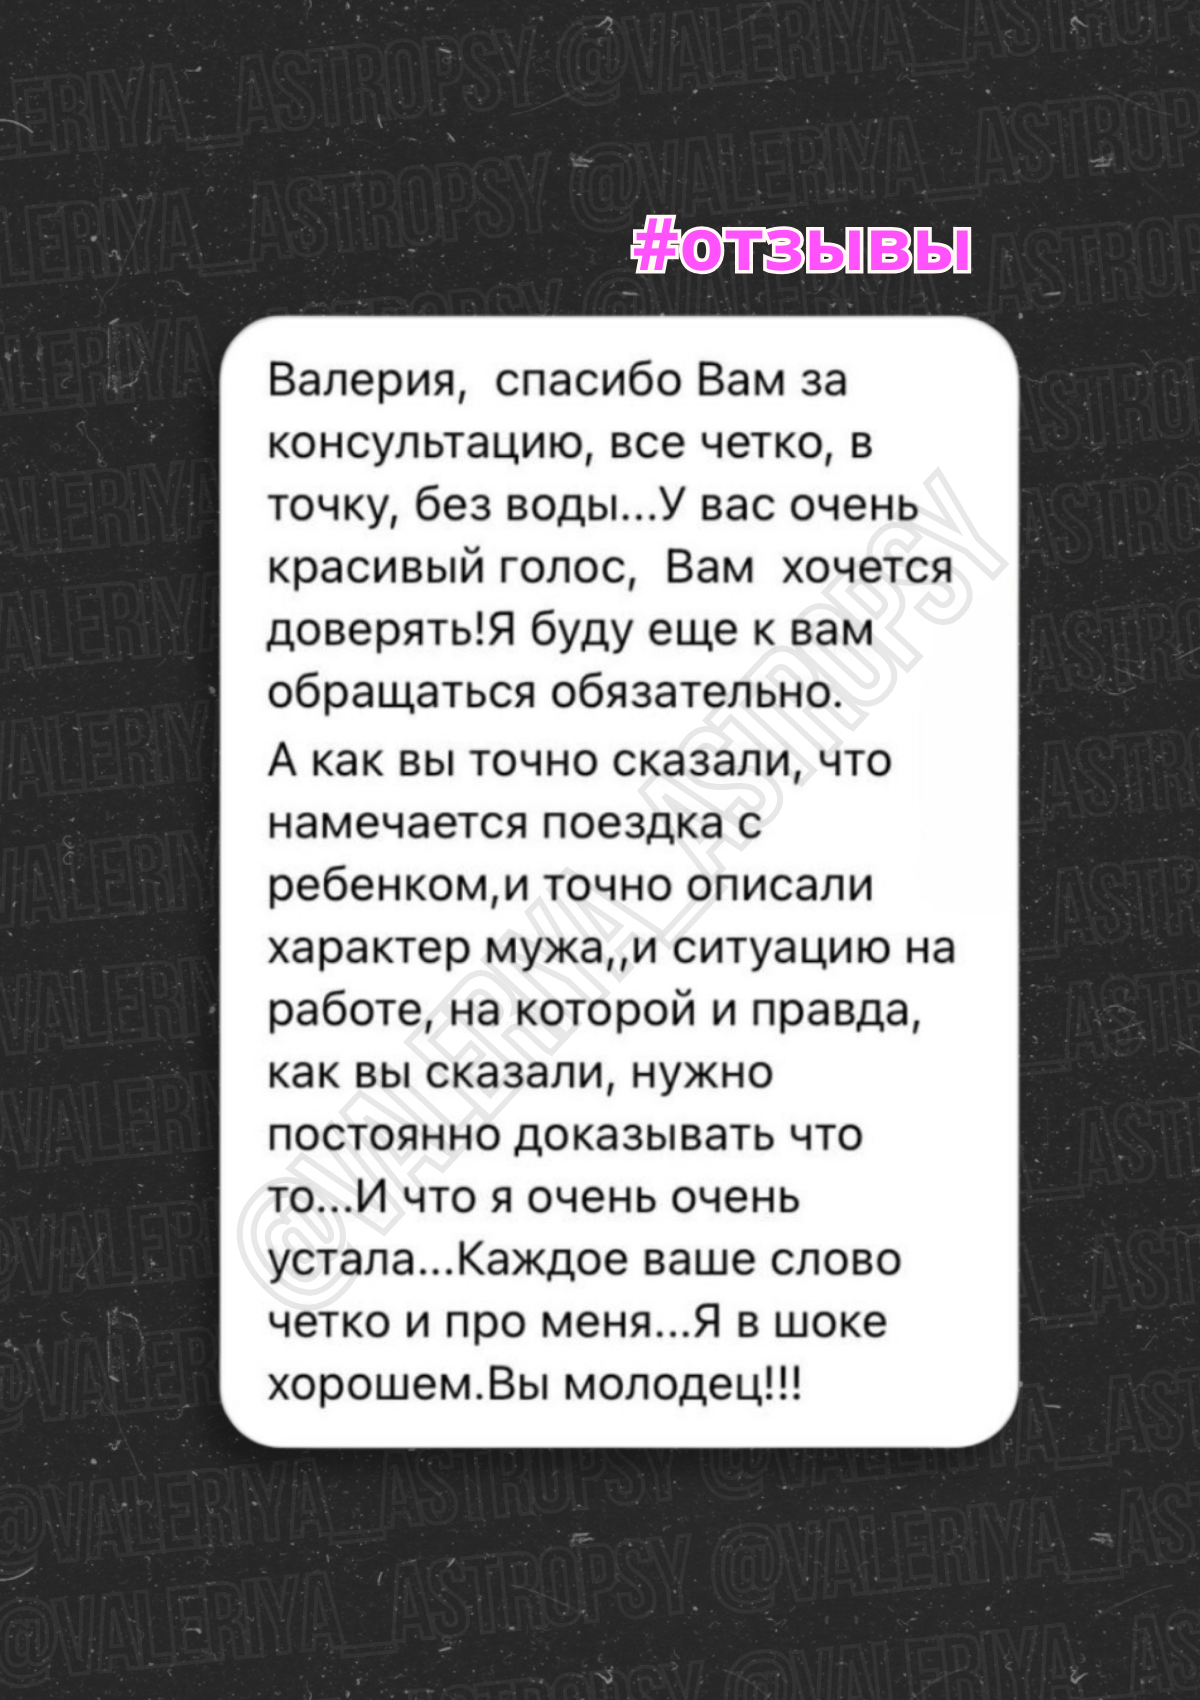 @VALERIYA_ASTROPSY
#отзывы
Валерия,  спасибо Вам за
консультацию, все четко, в
точку, без воды...У вас очень
красивый голос,  Вам  хочется
доверять!Я буду еще к вам
обращаться обязательно.
А как вы точно сказали, что
намечается поездка с
ребенком,и точно описали
характер мужа,,и ситуацию на
работе, на которой и правда,
как вы сказали, нужно
постоянно доказывать что
то...И что я очень очень
устала...Каждое ваше слово
четко и про меня...Я в шоке
хорошем.Вы молодец!!!
@VALERIYA_ASTROPSY